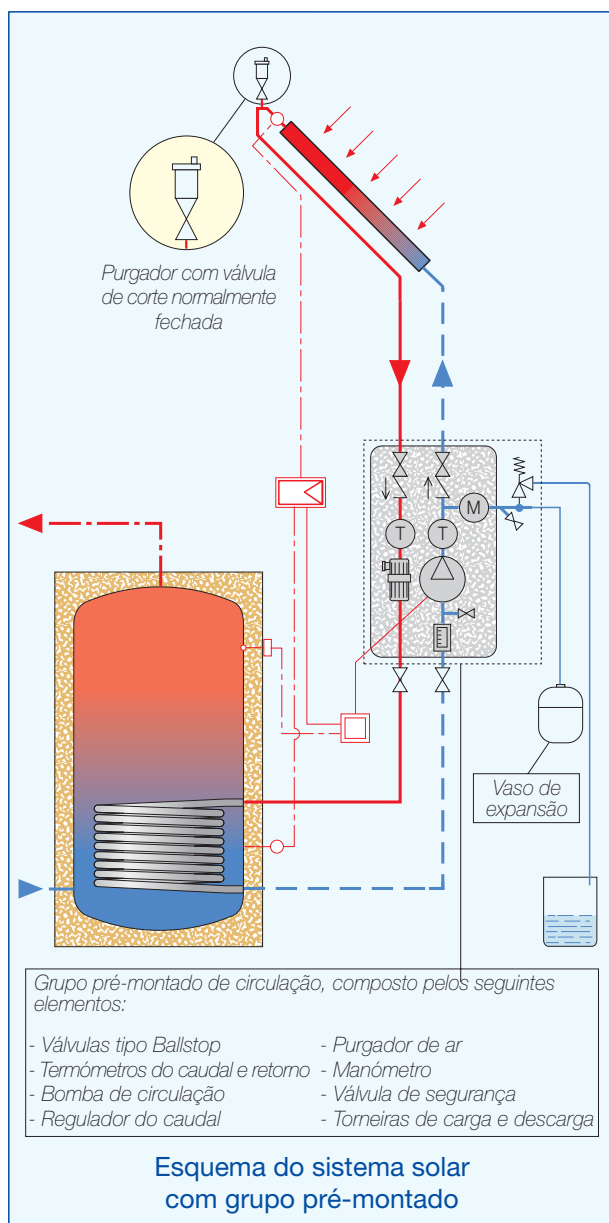 Purgador com válvula
de corte normalmente
fechada
M
T
T
Vaso de
expansão
Grupo pré-montado de circulação, composto pelos seguintes
elementos:
- Válvulas tipo Ballstop
- Termómetros do caudal e retorno
- Bomba de circulação
- Regulador do caudal
- Purgador de ar
- Manómetro
- Válvula de segurança
- Torneiras de carga e descarga
Esquema do sistema solar
com grupo pré-montado